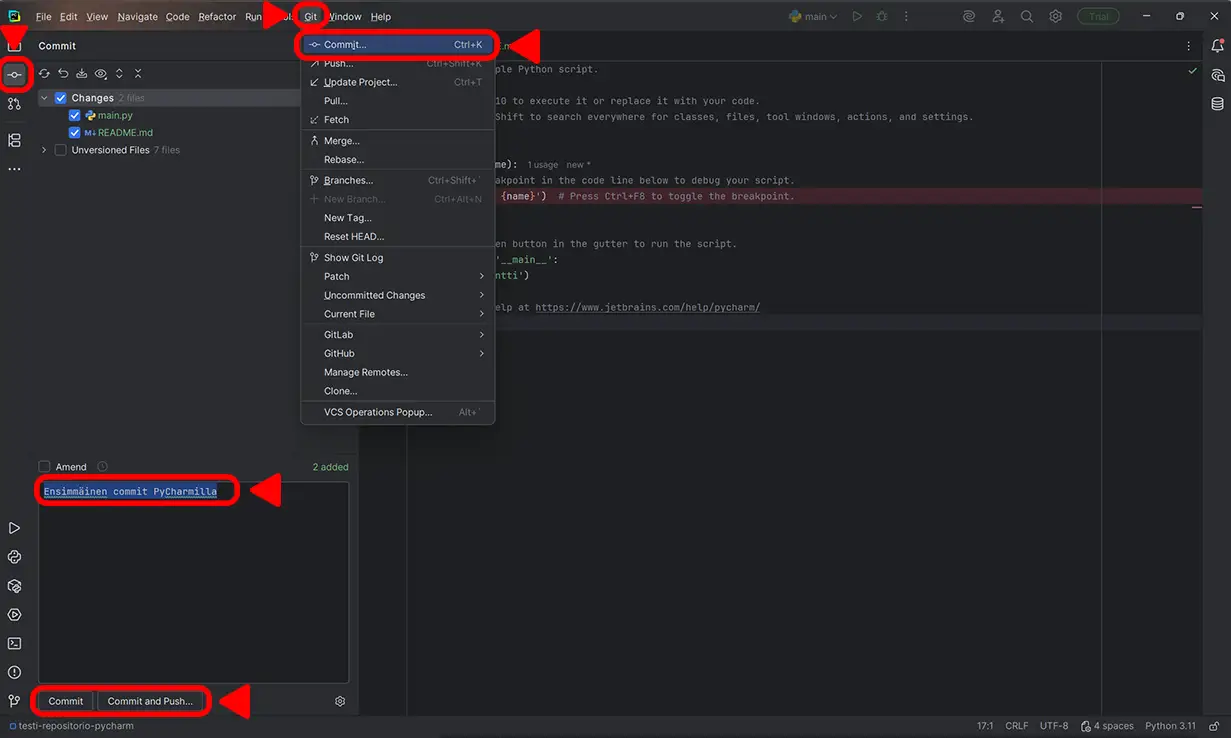 File Edit View Navigate Code Refactor Run Git Window Help
main
Trial
Commit
Commit... Ctrl+K
Push... Ctrl+Shift+K
Update Project... Ctrl+T
Pull...
Fetch
Merge...
Rebase...
Branches... Ctrl+Shift+`
New Branch... Ctrl+Alt+N
New Tag...
Reset HEAD...
Show Git Log
Patch
Uncommitted Changes
Current File
GitLab
GitHub
Manage Remotes...
Clone...
VCS Operations Popup... Alt+`
Changes 2 files
main.py
M↓ README.md
Unversioned Files 7 files
ple Python script.
10 to execute it or replace it with your code.
Shift to search everywhere for classes, files, tool windows, actions, and settings.
me): 1 usage new *
akpoint in the code line below to debug your script.
{name}') # Press Ctrl+F8 to toggle the breakpoint.
en button in the gutter to run the script.
'__main__':
ntti')
elp at https://www.jetbrains.com/help/pycharm/
Amend
2 added
Ensimmäinen commit PyCharmilla
Commit Commit and Push...
testi-repositorio-pycharm
17:1 CRLF UTF-8 4 spaces Python 3.11